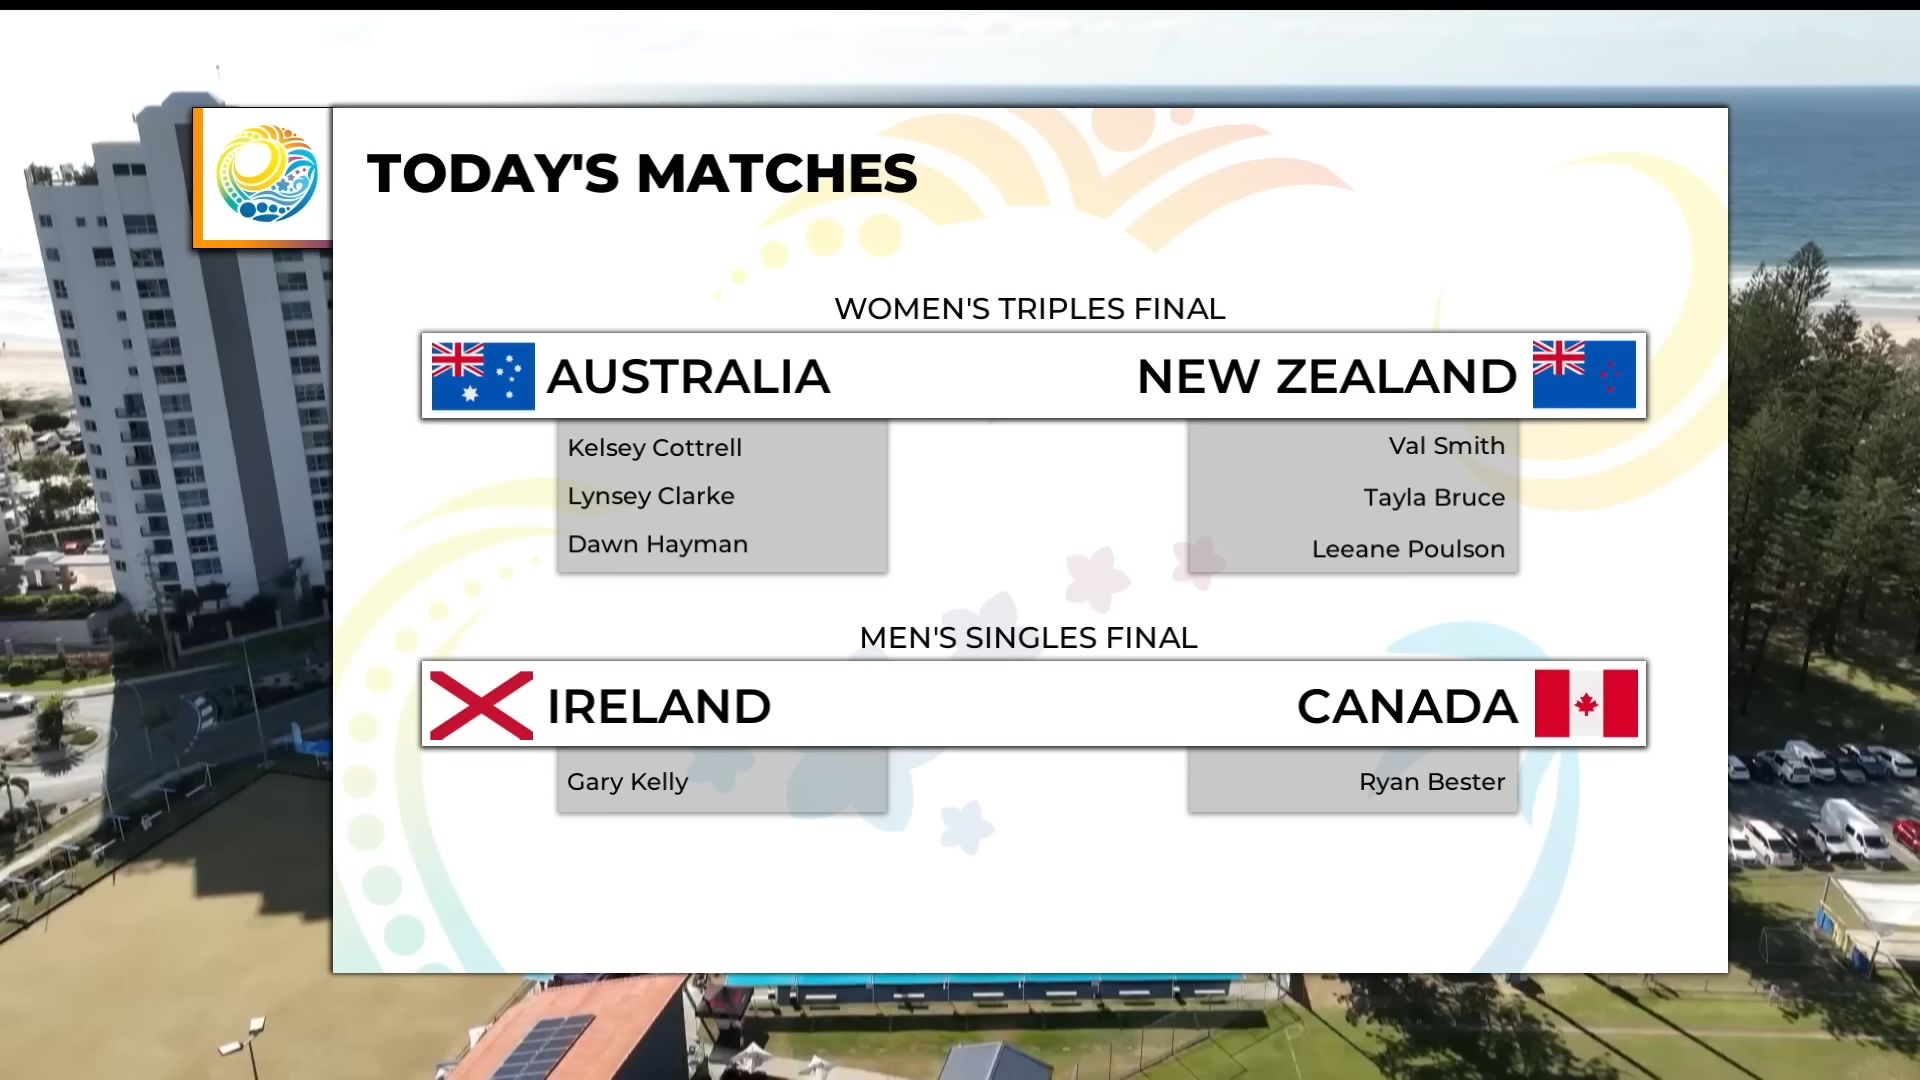 TODAY'S MATCHES
WOMEN'S TRIPLES FINAL
AUSTRALIA NEW ZEALAND
Kelsey Cottrell Val Smith
Lynsey Clarke Tayla Bruce
Dawn Hayman Leeane Poulson
MEN'S SINGLES FINAL
IRELAND CANADA
Gary Kelly Ryan Bester